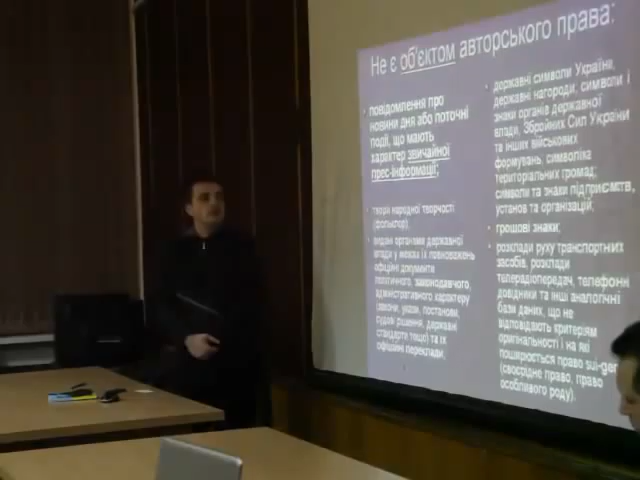 Не є об'єктом авторського права:
повідомлення про
новини дня або поточні
події, що мають
характер звичайної
прес-інформації;
твори народної творчості
(фольклор);
видані органами державної
влади у межах їх повноважень
офіційні документи
політичного, законодавчого,
адміністративного характеру
(закони, укази, постанови,
судові рішення, державні
стандарти тощо) та їх
офіційні переклади.
державні символи України,
державні нагороди, символи і
знаки органів державної
влади, Збройних Сил України
та інших військових
формувань, символіка
територіальних громад;
символи та знаки підприємств,
установ та організацій;
грошові знаки;
розклади руху транспортних
засобів, розклади
телерадіопередач, телефонні
довідники та інші аналогічні
бази даних, що не
відповідають критеріям
оригінальності і на які
поширюється право sui-gen
(своєрідне право, право
особливого роду).